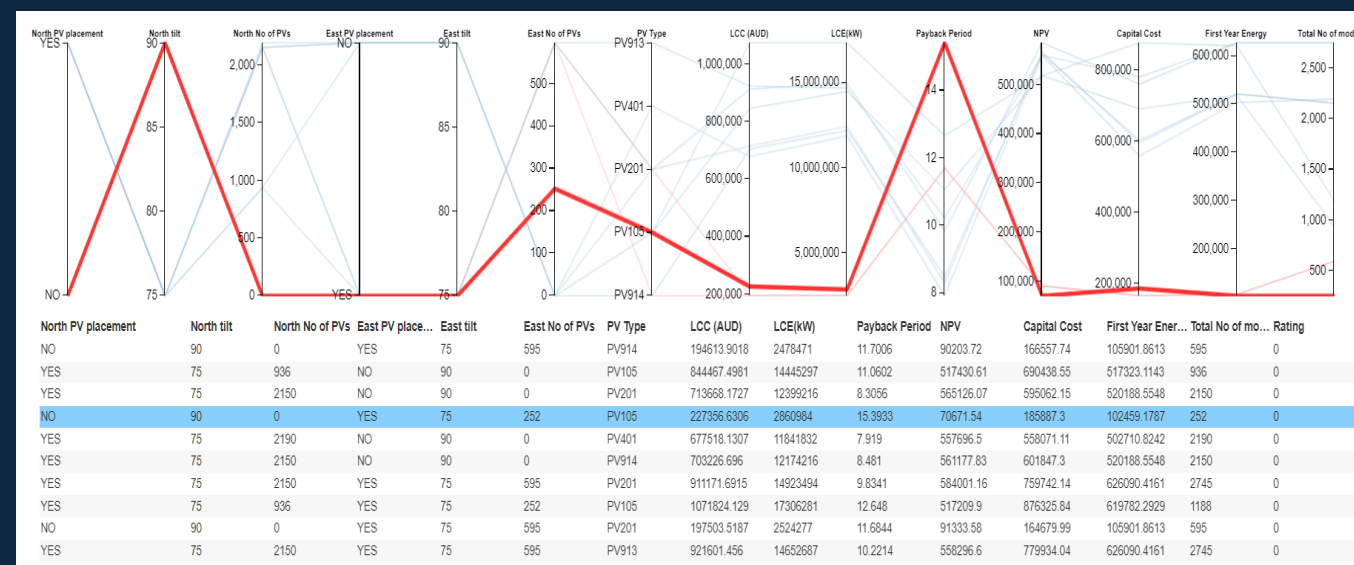 North PV placement North tilt North No of PVs East PV placement East tilt East No of PVs PV Type LCC (AUD) LCE(kW) Payback Period NPV Capital Cost First Year Energy Total No of mod
YES 90 NO 90 PV913
2,000 500 1,000,000 15,000,000 14 500,000 800,000 600,000 2,500
85 1,500 85 400 PV401 800,000 12 400,000 600,000 500,000 2,000
80 1,000 80 300 PV201 600,000 10,000,000 300,000 400,000 400,000 1,500
500 200 PV105 400,000 5,000,000 10 200,000 300,000 1,000
100 200,000 8 100,000 200,000 200,000 500
NO 75 0 YES 75 0 PV914
North PV placement North tilt North No of PVs East PV place... East tilt East No of PVs PV Type LCC (AUD) LCE(kW) Payback Period NPV Capital Cost First Year Ener... Total No of mo... Rating
NO 90 0 YES 75 595 PV914 194613.9018 2478471 11.7006 90203.72 166557.74 105901.8613 595 0
YES 75 936 NO 90 0 PV105 844467.4981 14445297 11.0602 517430.61 690438.55 517323.1143 936 0
YES 75 2150 NO 90 0 PV201 713668.1727 12399216 8.3056 565126.07 595062.15 520188.5548 2150 0
NO 90 0 YES 75 252 PV105 227356.6306 2860984 15.3933 70671.54 185887.3 102459.1787 252 0
YES 75 2190 NO 90 0 PV401 677518.1307 11841832 7.919 557696.5 558071.11 502710.8242 2190 0
YES 75 2150 NO 90 0 PV914 703226.696 12174216 8.481 561177.83 601847.3 520188.5548 2150 0
YES 75 2150 YES 75 595 PV201 911171.6915 14923494 9.8341 584001.16 759742.14 626090.4161 2745 0
YES 75 936 YES 75 252 PV105 1071824.129 17306281 12.648 517209.9 876325.84 619782.2929 1188 0
NO 90 0 YES 75 595 PV201 197503.5187 2524277 11.6844 91333.58 164679.99 105901.8613 595 0
YES 75 2150 YES 75 595 PV913 921601.456 14652687 10.2214 558296.6 779934.04 626090.4161 2745 0